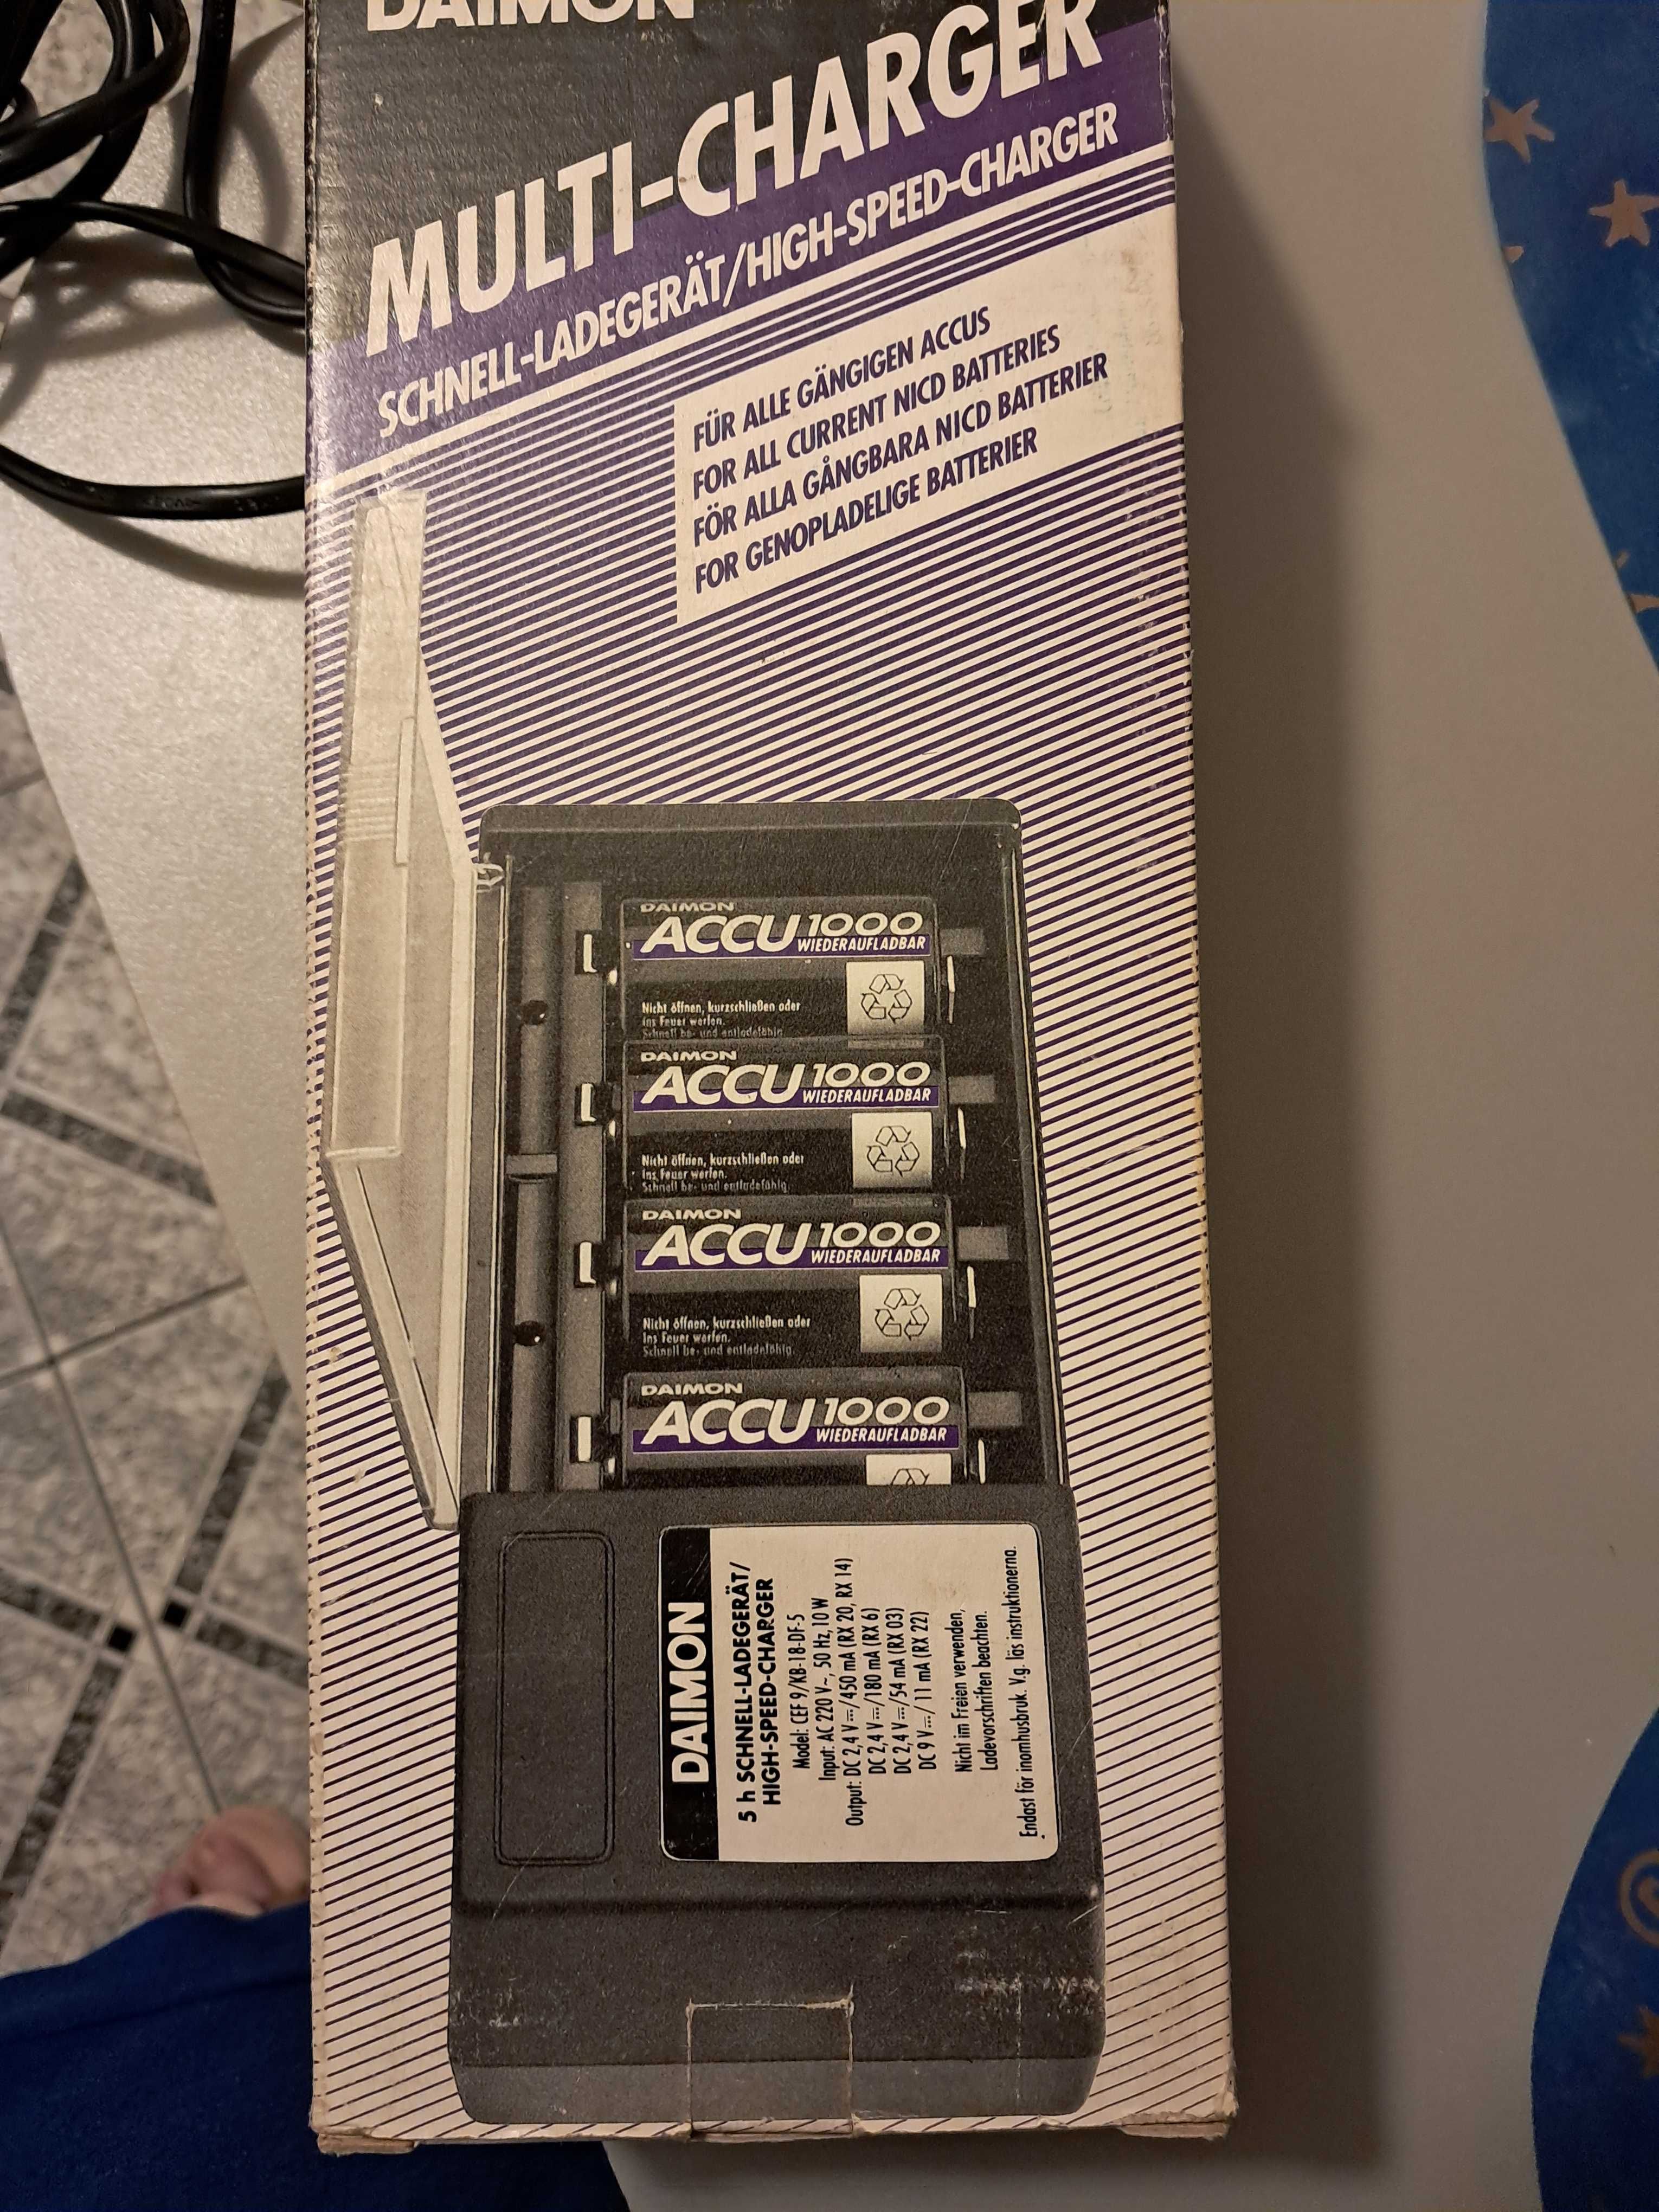 DAIMON
MULTI-CHARGER
SCHNELL-LADEGERÄT/HIGH-SPEED-CHARGER
FÜR ALLE GÄNGIGEN ACCUS
FOR ALL CURRENT NICD BATTERIES
FÖR ALLA GÅNGBARA NICD BATTERIER
FOR GENOPLADELIGE BATTERIER
DAIMON
ACCU 1000
WIEDERAUFLADBAR
Nicht öffnen, kurzschließen oder
ins Feuer werfen.
Schnell be- und entladefähig
DAIMON
ACCU 1000
WIEDERAUFLADBAR
Nicht öffnen, kurzschließen oder
ins Feuer werfen.
Schnell be- und entladefähig.
DAIMON
ACCU 1000
WIEDERAUFLADBAR
Nicht öffnen, kurzschließen oder
ins Feuer werfen.
Schnell be- und entladefähig.
DAIMON
ACCU 1000
WIEDERAUFLADBAR
DAIMON
5 h SCHNELL-LADEGERÄT/
HIGH-SPEED-CHARGER
Model: CEF 9/KB-18-DF-5
Input: AC 220 V~, 50 Hz, 10 W
Output: DC 2,4 V⎓/450 mA (RX 20, RX 14)
DC 2,4 V⎓/180 mA (RX 6)
DC 2,4 V⎓/54 mA (RX 03)
DC 9 V⎓/11 mA (RX 22)
Nicht im Freien verwenden,
Ladevorschriften beachten.
Endast för inomhusbruk. V.g. läs instruktionerna.